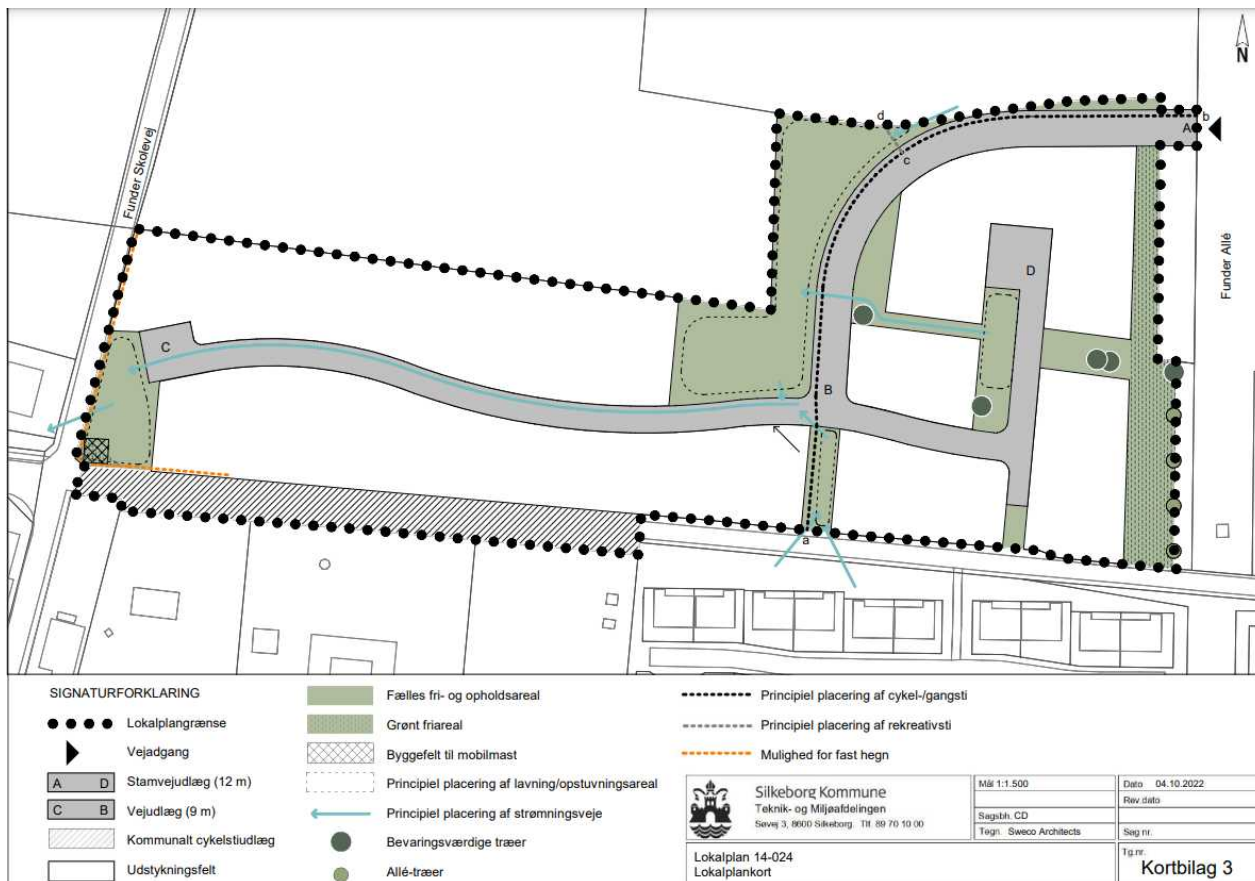 N
d
b
A
c
Funder Skolevej
Funder Allé
D
C
B
a
SIGNATURFORKLARING
Lokalplangrænse
Vejadgang
A D Stamvejudlæg (12 m)
C B Vejudlæg (9 m)
Kommunalt cykelstiudlæg
Udstykningsfelt
Fælles fri- og opholdsareal
Grønt friareal
Byggefelt til mobilmast
Principiel placering af lavning/opstuvningsareal
Principiel placering af strømningsveje
Bevaringsværdige træer
Allé-træer
Principiel placering af cykel-/gangsti
Principiel placering af rekreativsti
Mulighed for fast hegn
Silkeborg Kommune
Teknik- og Miljøafdelingen
Søvej 3, 8600 Silkeborg. Tlf. 89 70 10 00
Mål 1:1.500
Sagsbh. CD
Tegn. Sweco Architects
Dato 04.10.2022
Rev.dato
Søg nr.
Lokalplan 14-024
Lokalplankort
Tg.nr.
Kortbilag 3